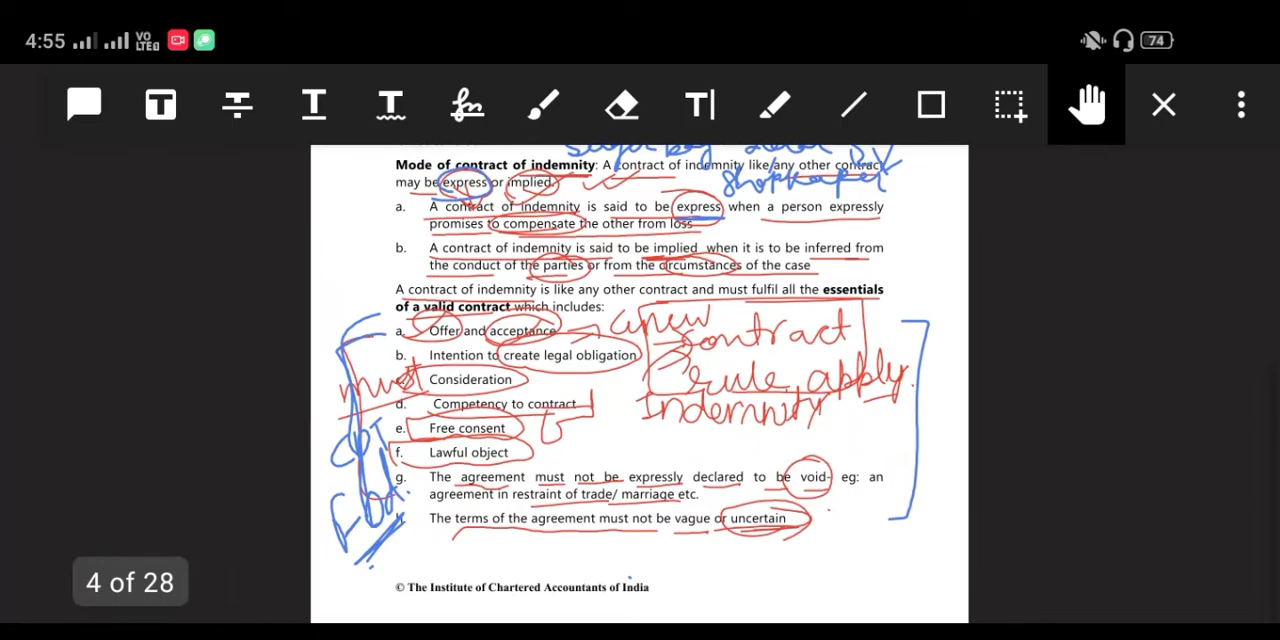 4:55 VO LTE 74
shopkeeper
Mode of contract of indemnity: A contract of indemnity like any other contract
may be express or implied.
a. A contract of indemnity is said to be express when a person expressly
promises to compensate the other from loss
b. A contract of indemnity is said to be implied when it is to be inferred from
the conduct of the parties or from the circumstances of the case
A contract of indemnity is like any other contract and must fulfil all the essentials
of a valid contract which includes:
a. Offer and acceptance
contract
b. Intention to create legal obligation
must
c. Consideration
rule apply.
d. Competency to contract
Indemnity
e. Free consent
f. Lawful object
g. The agreement must not be expressly declared to be void- eg: an
agreement in restraint of trade/ marriage etc.
h. The terms of the agreement must not be vague or uncertain
4 of 28
© The Institute of Chartered Accountants of India